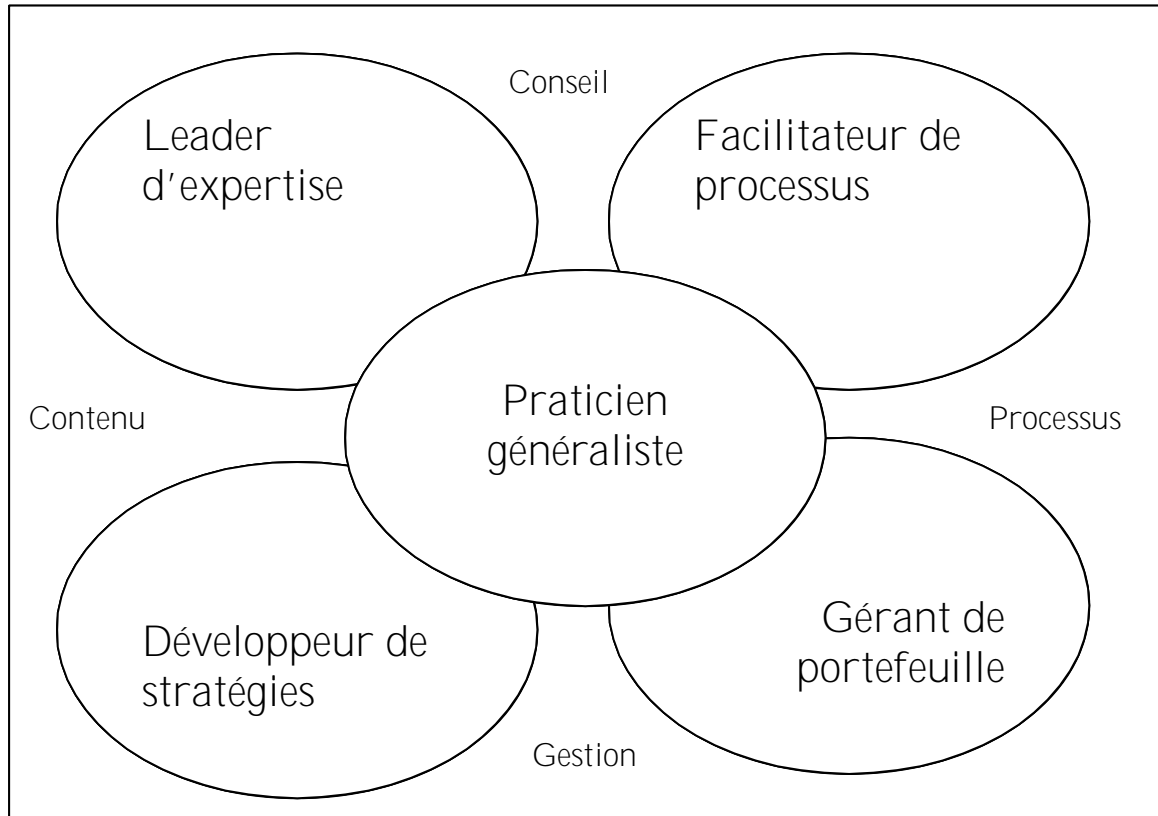 Conseil
Leader
d'expertise
Facilitateur de
processus
Contenu
Praticien
généraliste
Processus
Développeur de
stratégies
Gérant de
portefeuille
Gestion